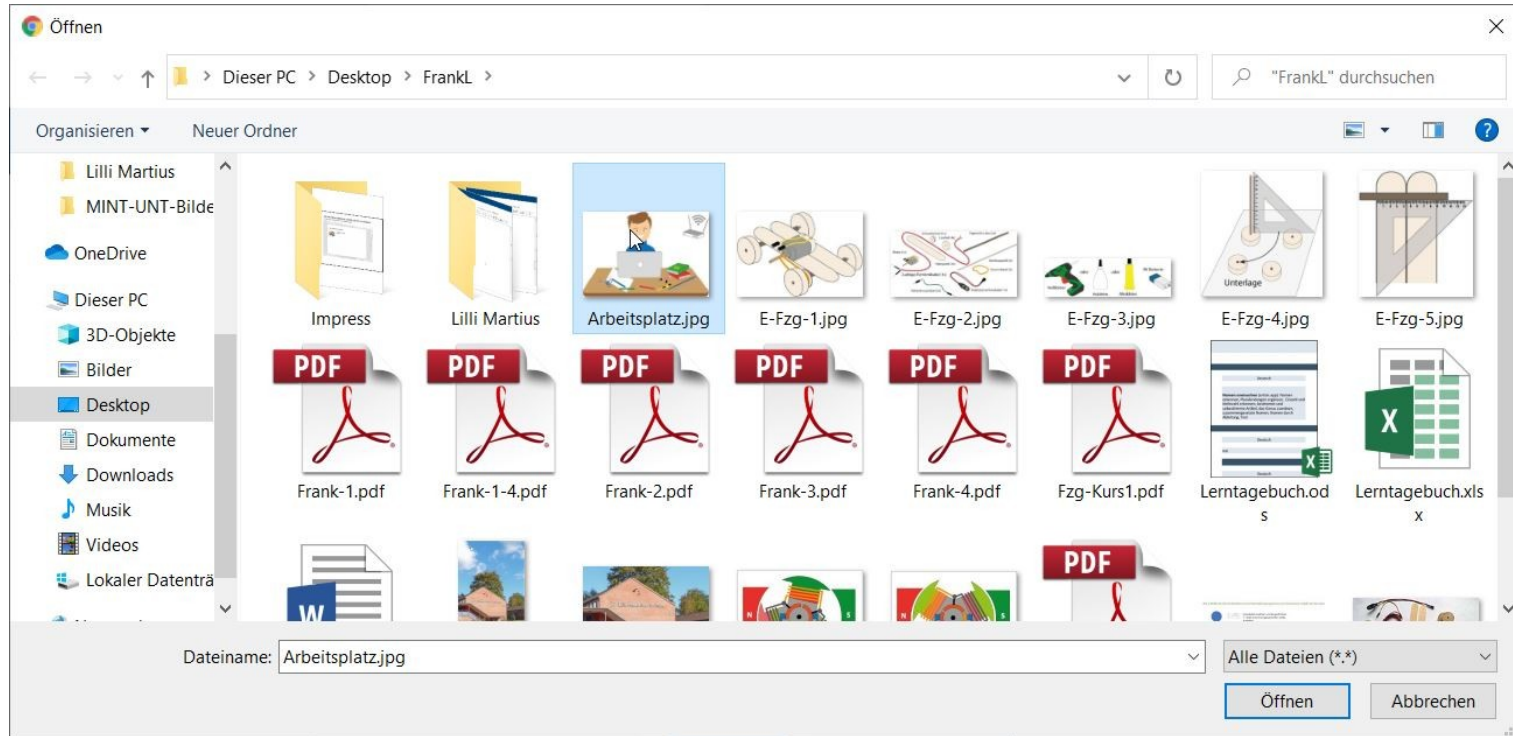 Öffnen
Dieser PC > Desktop > FrankL >
"FrankL" durchsuchen
Organisieren
Neuer Ordner
Lilli Martius
MINT-UNT-Bilde
OneDrive
Dieser PC
3D-Objekte
Bilder
Desktop
Dokumente
Downloads
Musik
Videos
Lokaler Datenträ
Impress
Lilli Martius
Arbeitsplatz.jpg
E-Fzg-1.jpg
E-Fzg-2.jpg
oder
oder
E-Fzg-3.jpg
Unterlage
E-Fzg-4.jpg
E-Fzg-5.jpg
PDF
Frank-1.pdf
PDF
Frank-1-4.pdf
PDF
Frank-2.pdf
PDF
Frank-3.pdf
PDF
Frank-4.pdf
PDF
Fzg-Kurs1.pdf
X
Lerntagebuch.od
s
X
Lerntagebuch.xls
x
W
N
S
N
S
PDF
Dateiname:
Arbeitsplatz.jpg
Alle Dateien (*.*)
Öffnen
Abbrechen